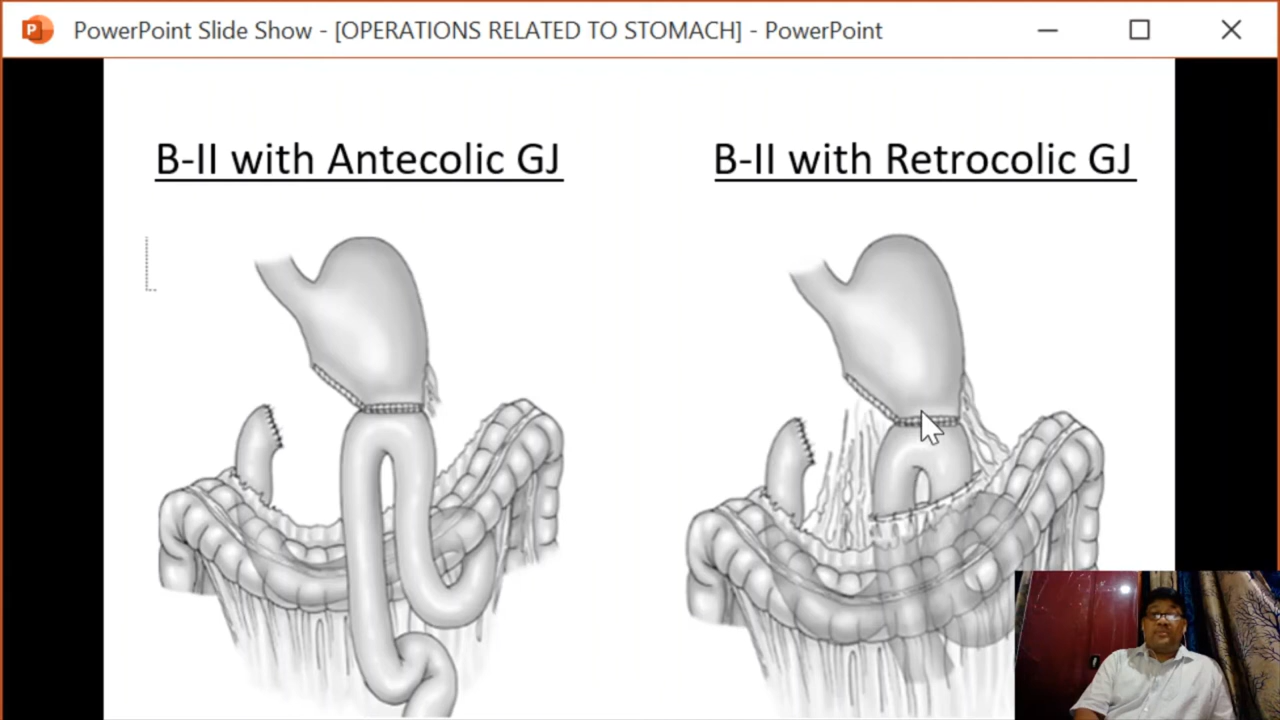 PowerPoint Slide Show - [OPERATIONS RELATED TO STOMACH] - PowerPoint
B-II with Antecolic GJ
B-II with Retrocolic GJ